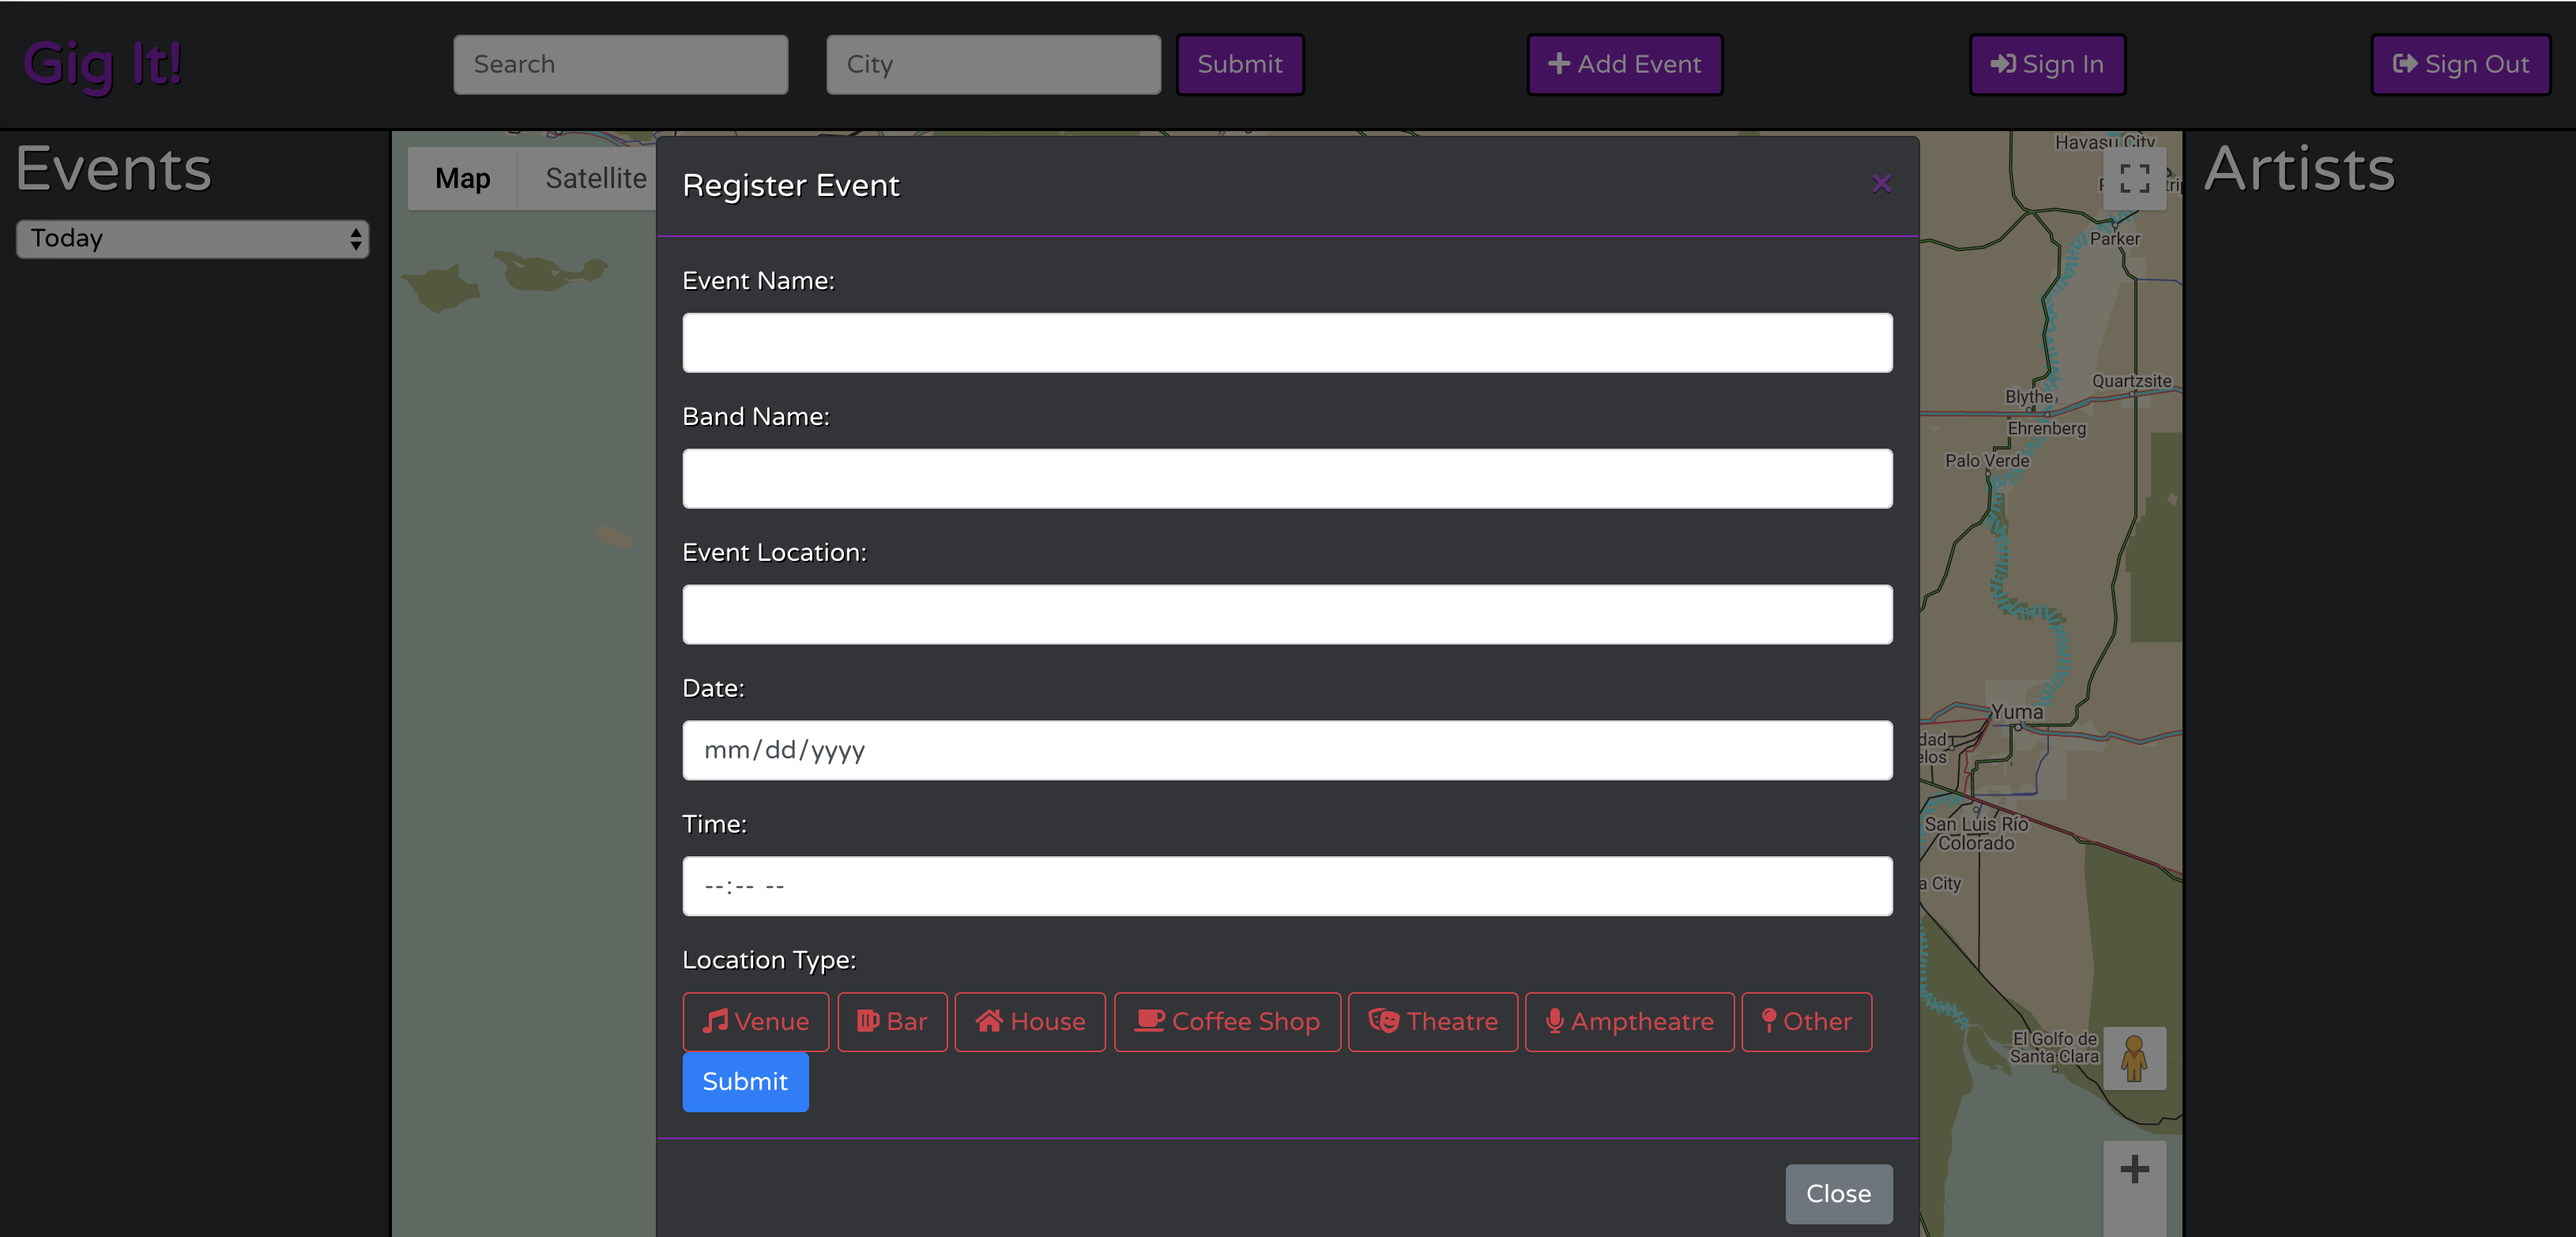 Gig It!
Search
City
Submit
Add Event
Sign In
Sign Out
Events
Today
Map
Satellite
Register Event
×
Event Name:
Band Name:
Event Location:
Date:
mm/dd/yyyy
Time:
--:-- --
Location Type:
Venue
Bar
House
Coffee Shop
Theatre
Amptheatre
Other
Submit
Close
Havasu City
Parker
Quartzsite
Blythe
Ehrenberg
Palo Verde
Yuma
San Luis Río
Colorado
a City
El Golfo de
Santa Clara
Artists